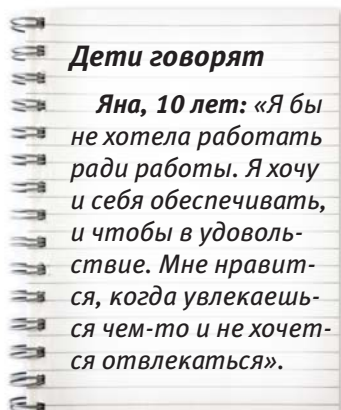 Дети говорят
Яна, 10 лет: «Я бы
не хотела работать
ради работы. Я хочу
и себя обеспечивать,
и чтобы в удоволь-
ствие. Мне нравит-
ся, когда увлекаешь-
ся чем-то и не хочет-
ся отвлекаться».